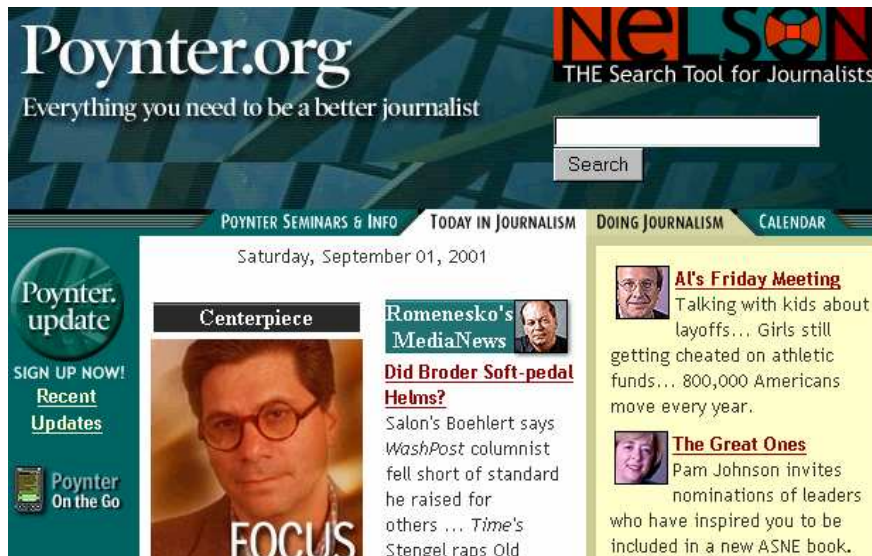 Poynter.org
Everything you need to be a better journalist
NeLSON
THE Search Tool for Journalists
Search
POYNTER SEMINARS & INFO
TODAY IN JOURNALISM
DOING JOURNALISM
CALENDAR
Poynter.
update
SIGN UP NOW!
Recent
Updates
Poynter
On the Go
Saturday, September 01, 2001
Centerpiece
FOCUS
Romenesko's
MediaNews
Did Broder Soft-pedal
Helms?
Salon's Boehlert says
WashPost columnist
fell short of standard
he raised for
others ... Time's
Stengel raps Old
Al's Friday Meeting
Talking with kids about
layoffs... Girls still
getting cheated on athletic
funds... 800,000 Americans
move every year.
The Great Ones
Pam Johnson invites
nominations of leaders
who have inspired you to be
included in a new ASNE book.